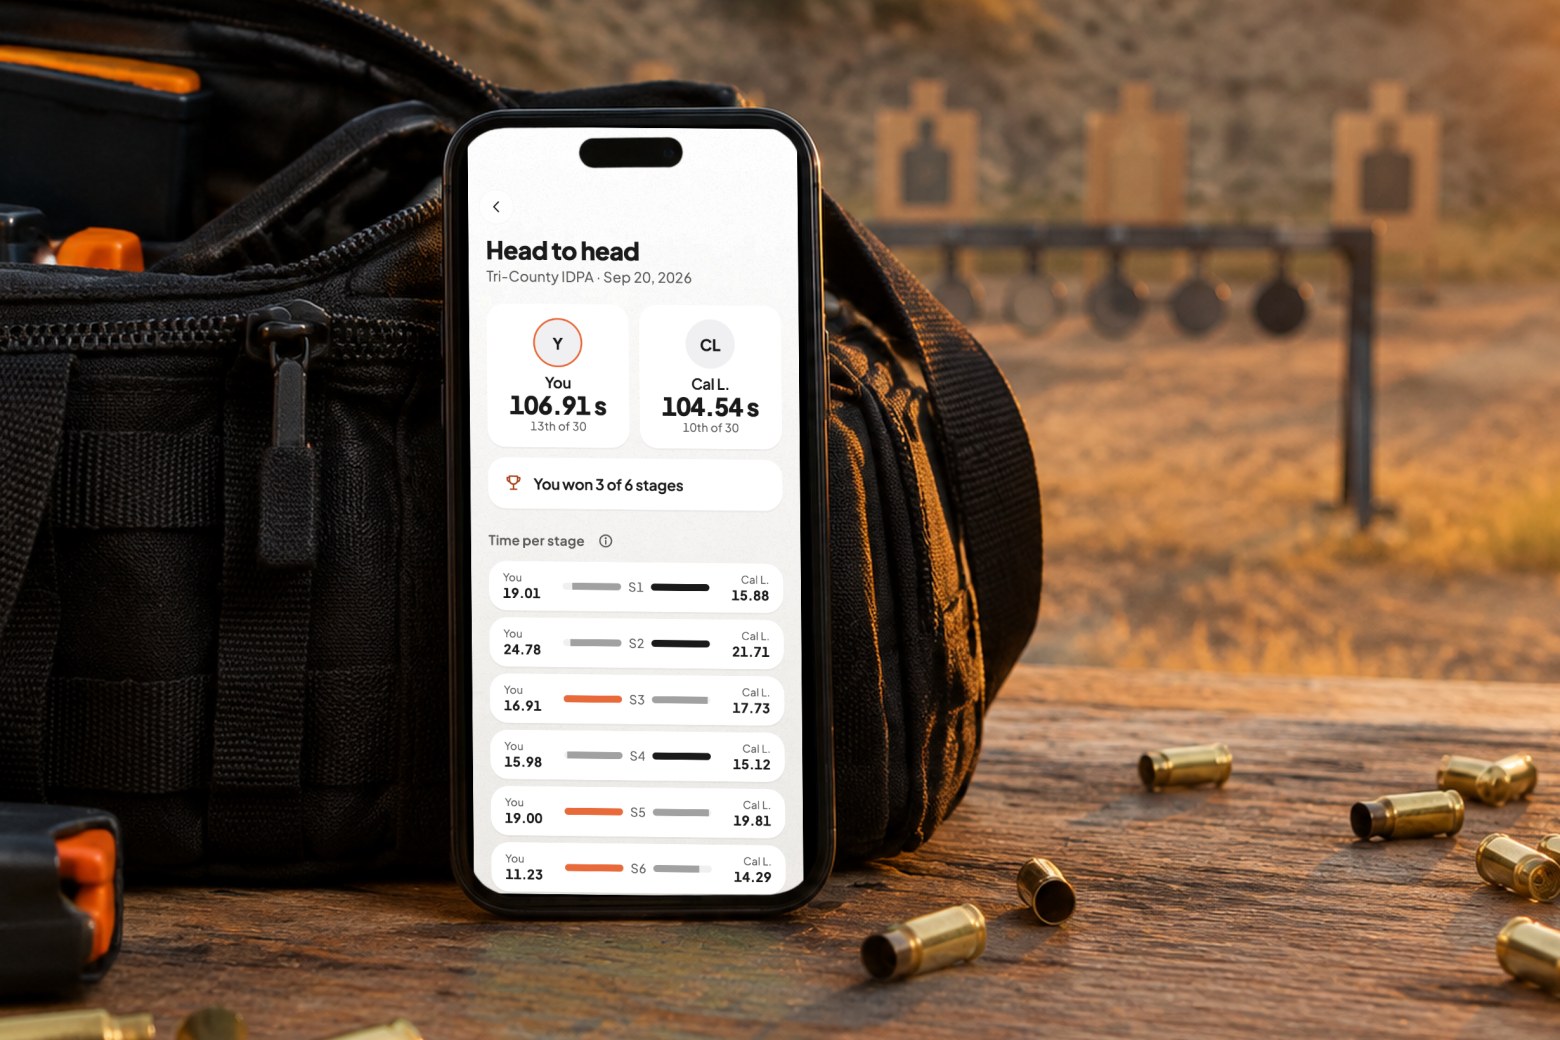 Head to head
Tri-County IDPA · Sep 20, 2026
Y
You
106.91 s
13th of 30
CL
Cal L.
104.54 s
10th of 30
You won 3 of 6 stages
Time per stage
You
19.01
S1
Cal L.
15.88
You
24.78
S2
Cal L.
21.71
You
16.91
S3
Cal L.
17.73
You
15.98
S4
Cal L.
15.12
You
19.00
S5
Cal L.
19.81
You
11.23
S6
Cal L.
14.29